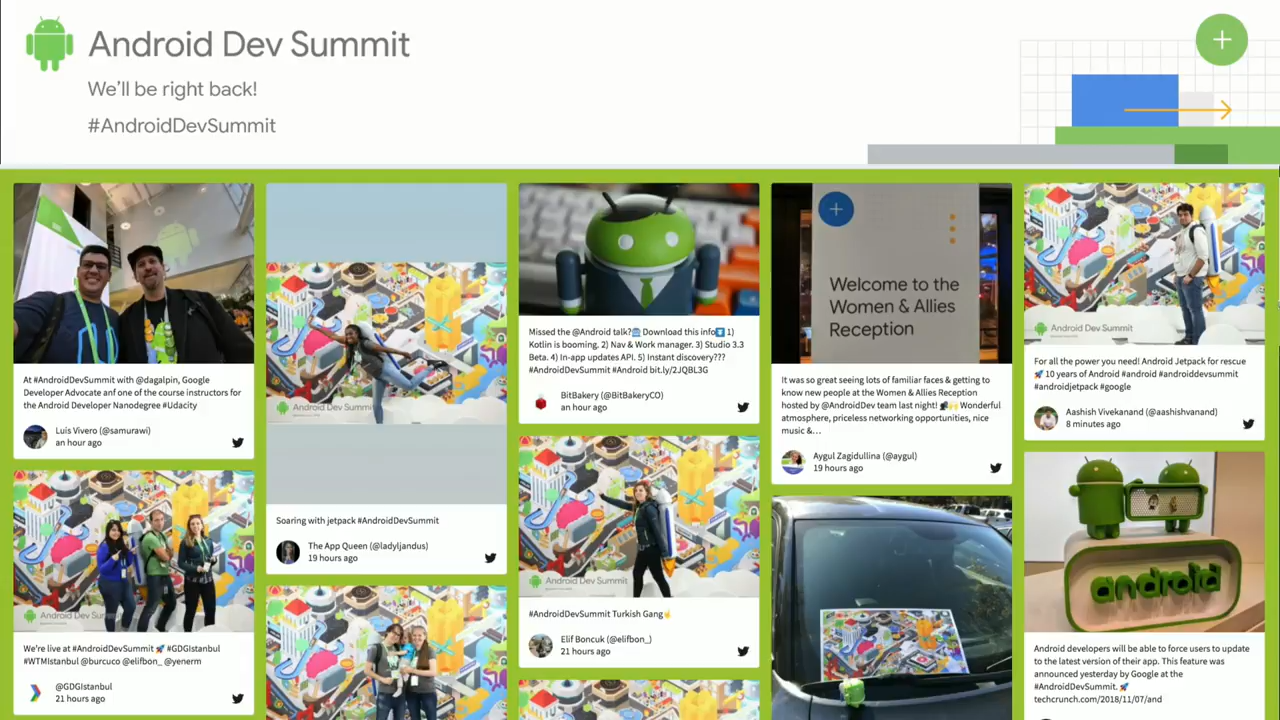 Android Dev Summit
We'll be right back!
#AndroidDevSummit
At #AndroidDevSummit with @dagalpin, Google
Developer Advocate anf one of the course instructors for
the Android Developer Nanodegree #Udacity
Luis Vivero (@samurawi)
an hour ago
Android Dev Summit
We're live at #AndroidDevSummit 🚀 #GDGIstanbul
#WTMIstanbul @burcuco @elifbon_ @yenerm
@GDGIstanbul
21 hours ago
Android Dev Summit
Soaring with jetpack #AndroidDevSummit
The App Queen (@ladyljandus)
19 hours ago
Missed the @Android talk? Download this info 1)
Kotlin is booming. 2) Nav & Work manager. 3) Studio 3.3
Beta. 4) In-app updates API. 5) Instant discovery???
#AndroidDevSummit #Android bit.ly/2JQBL3G
BitBakery (@BitBakeryCO)
an hour ago
Android Dev Summit
#AndroidDevSummit Turkish Gang☝
Elif Boncuk (@elifbon_)
21 hours ago
Welcome to the
Women & Allies
Reception
It was so great seeing lots of familiar faces & getting to
know new people at the Women & Allies Reception
hosted by @AndroidDev team last night! Wonderful
atmosphere, priceless networking opportunities, nice
music &...
Aygul Zagidullina (@aygul)
19 hours ago
Android Dev Summit
For all the power you need! Android Jetpack for rescue
🚀 10 years of Android #android #androiddevsummit
#androidjetpack #google
Aashish Vivekanand (@aashishvanand)
8 minutes ago
android
Android developers will be able to force users to update
to the latest version of their app. This feature was
announced yesterday by Google at the
#AndroidDevSummit. 🚀
techcrunch.com/2018/11/07/and